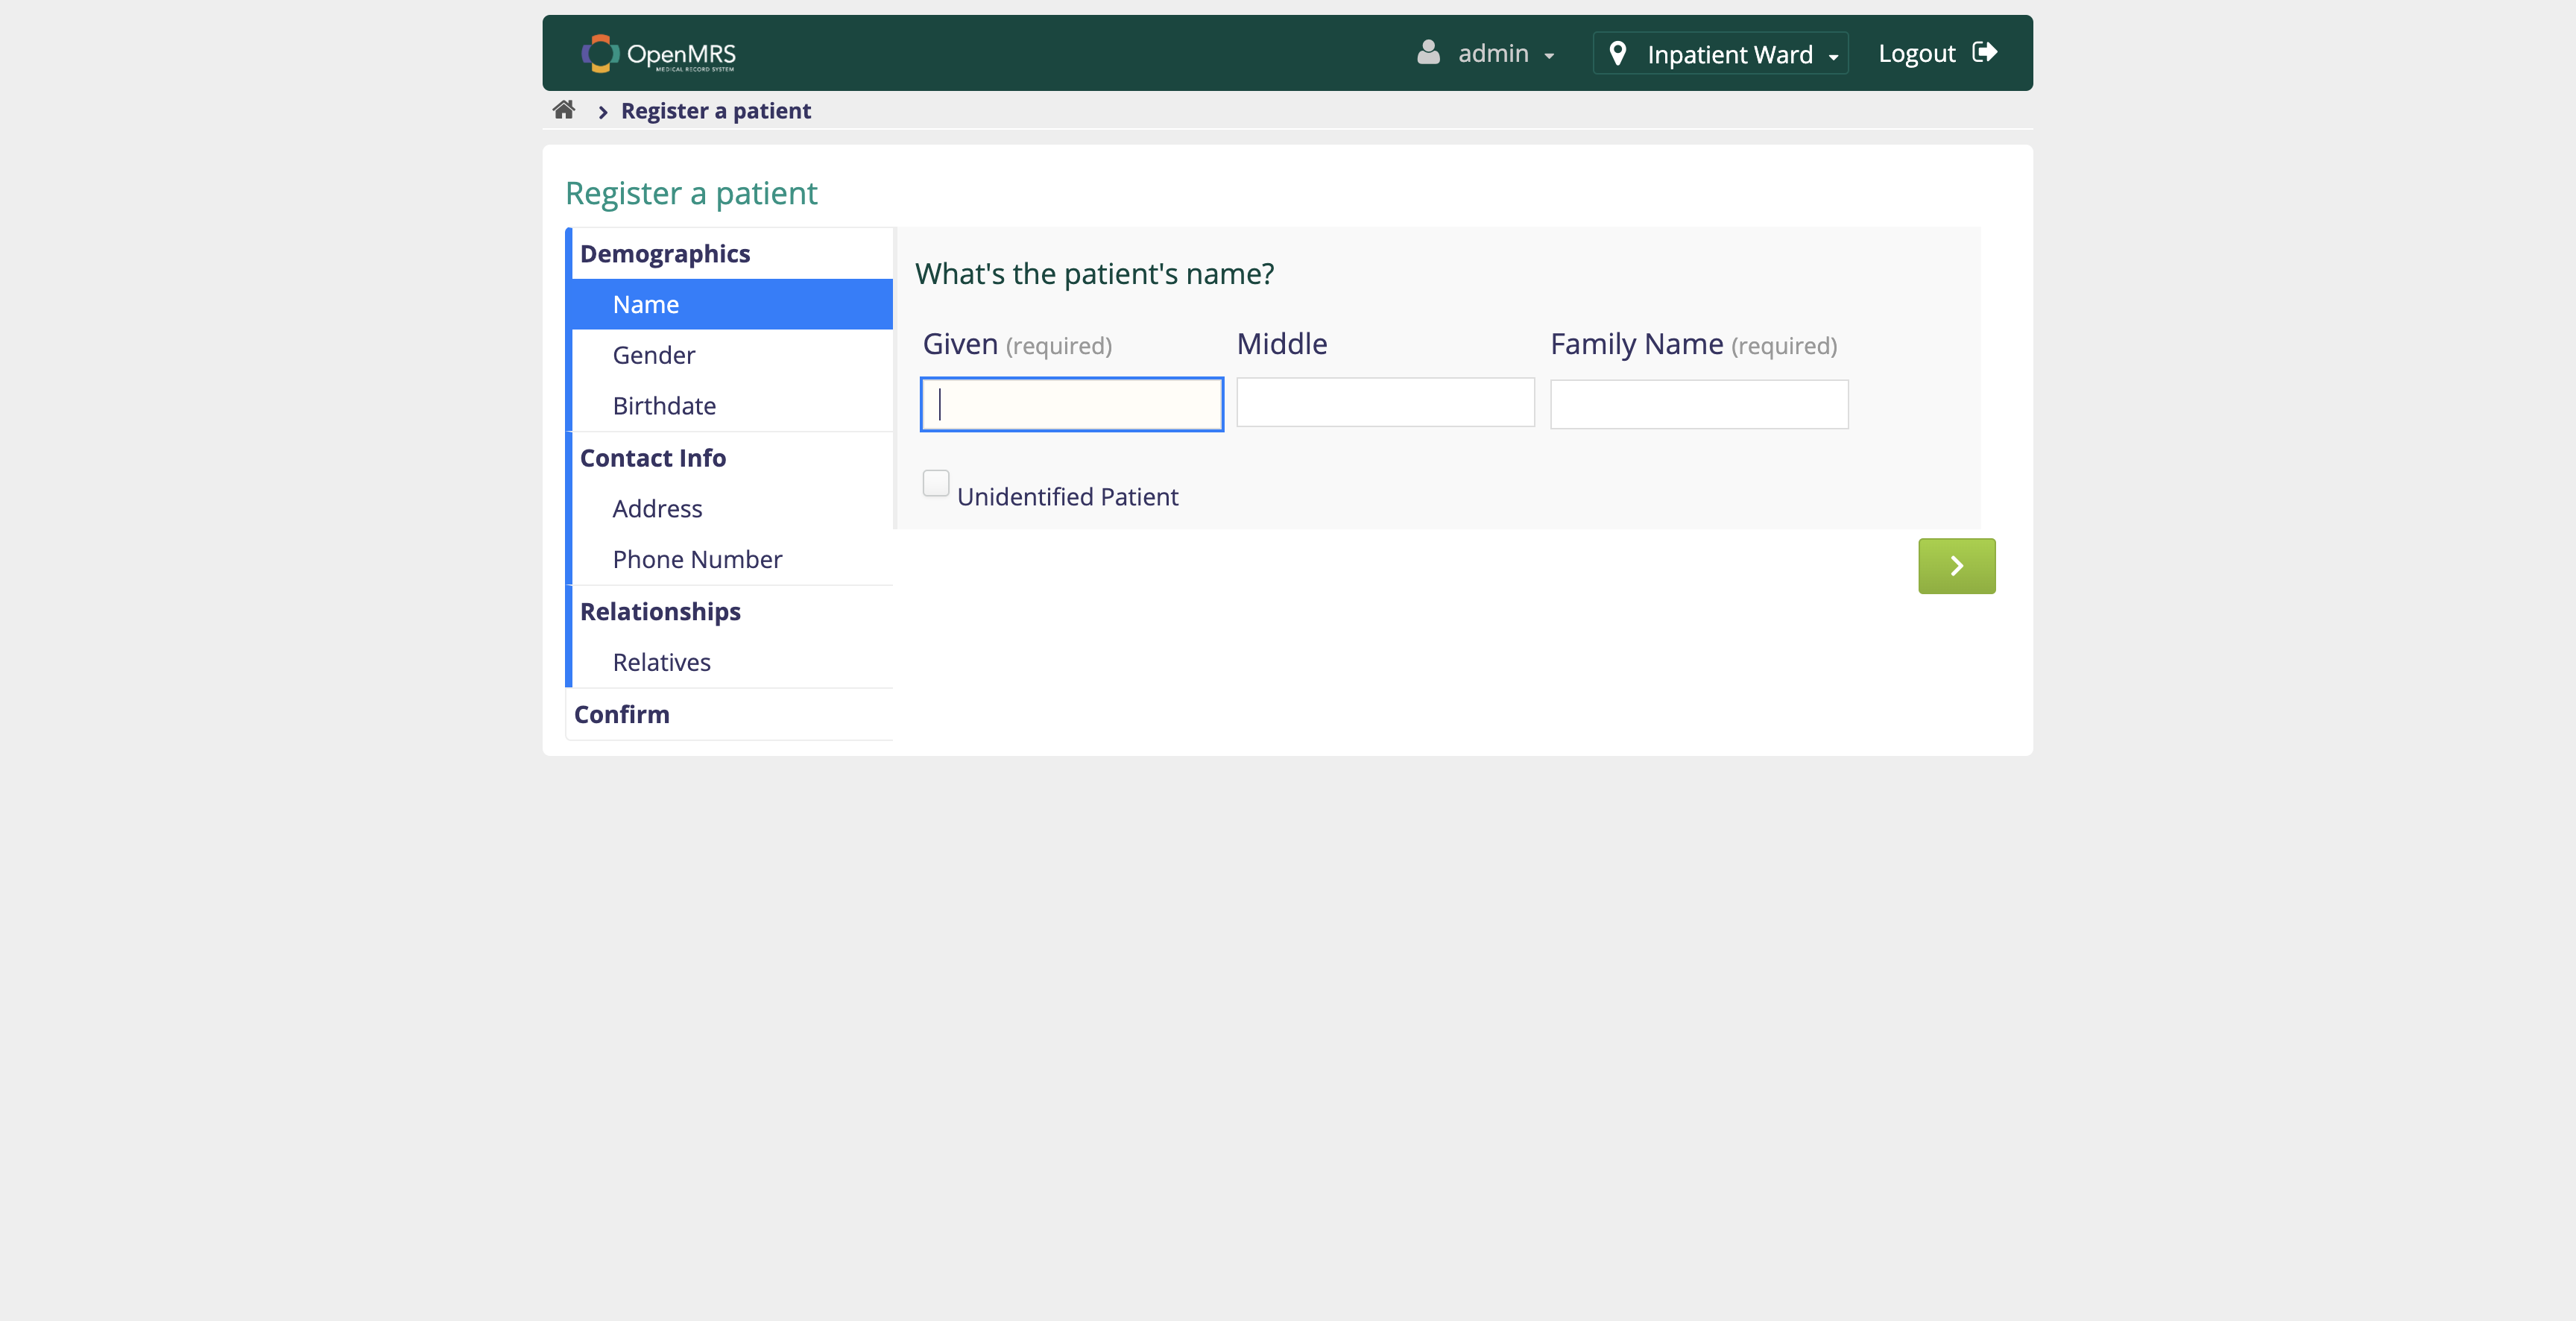 OpenMRS
MEDICAL RECORD SYSTEM
admin
Inpatient Ward
Logout
Register a patient
Register a patient
Demographics
Name
Gender
Birthdate
Contact Info
Address
Phone Number
Relationships
Relatives
Confirm
What's the patient's name?
Given (required) Middle Family Name (required)
Unidentified Patient